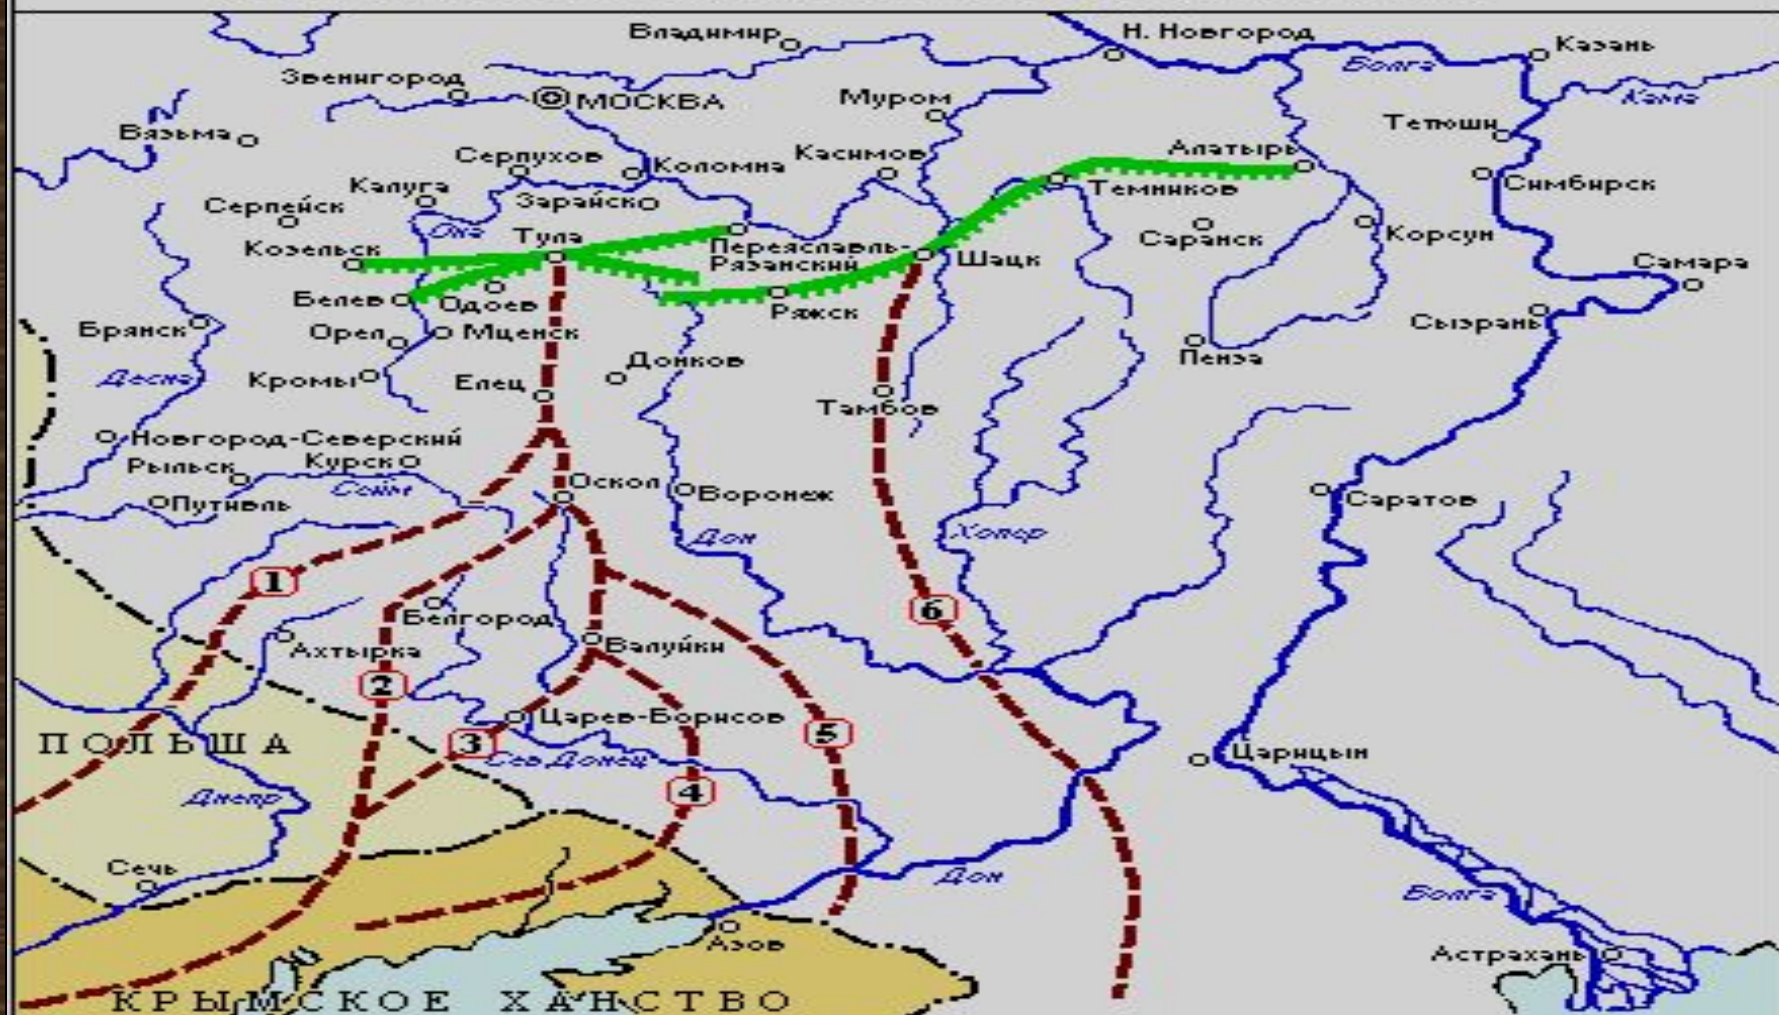 Владимир
Н. Новгород
Казань
Волга
Звенигород
МОСКВА
Муром
Кама
Вязьма
Тетюши
Серпухов
Коломна
Касимов
Алатырь
Калуга
Темников
Симбирск
Серпейск
Зарайск
Ока
Козельск
Тула
Переяславль-
Рязанский
Шацк
Саранск
Корсун
Самара
Белев
Одоев
Ряжск
Брянск
Орел
Мценск
Сызрань
Донков
Пенза
Десна
Кромы
Елец
Тамбов
Новгород-Северский
Рыльск
Курск
Сейм
Оскол
Воронеж
Саратов
Путивль
Дон
Хопер
1
6
Белгород
Ахтырка
Валуйки
2
Царев-Борисов
ПОЛЬША
3
Сев Донец
5
Царицын
4
Днепр
Сечь
Дон
Волга
Азов
Астрахань
КРЫМСКОЕ ХАНСТВО